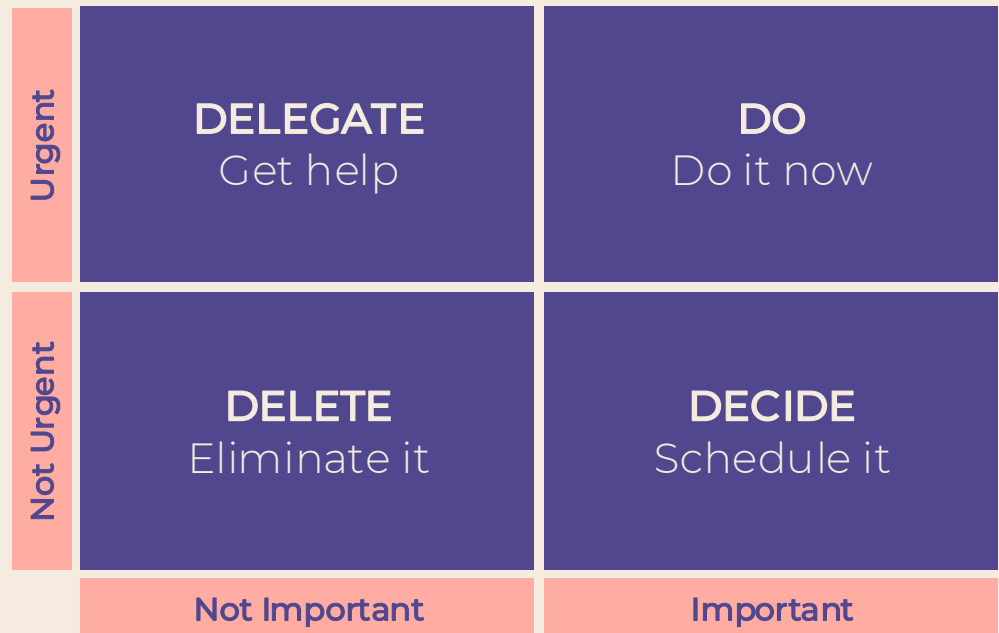 Urgent
DELEGATE
Get help
DO
Do it now
Not Urgent
DELETE
Eliminate it
DECIDE
Schedule it
Not Important
Important